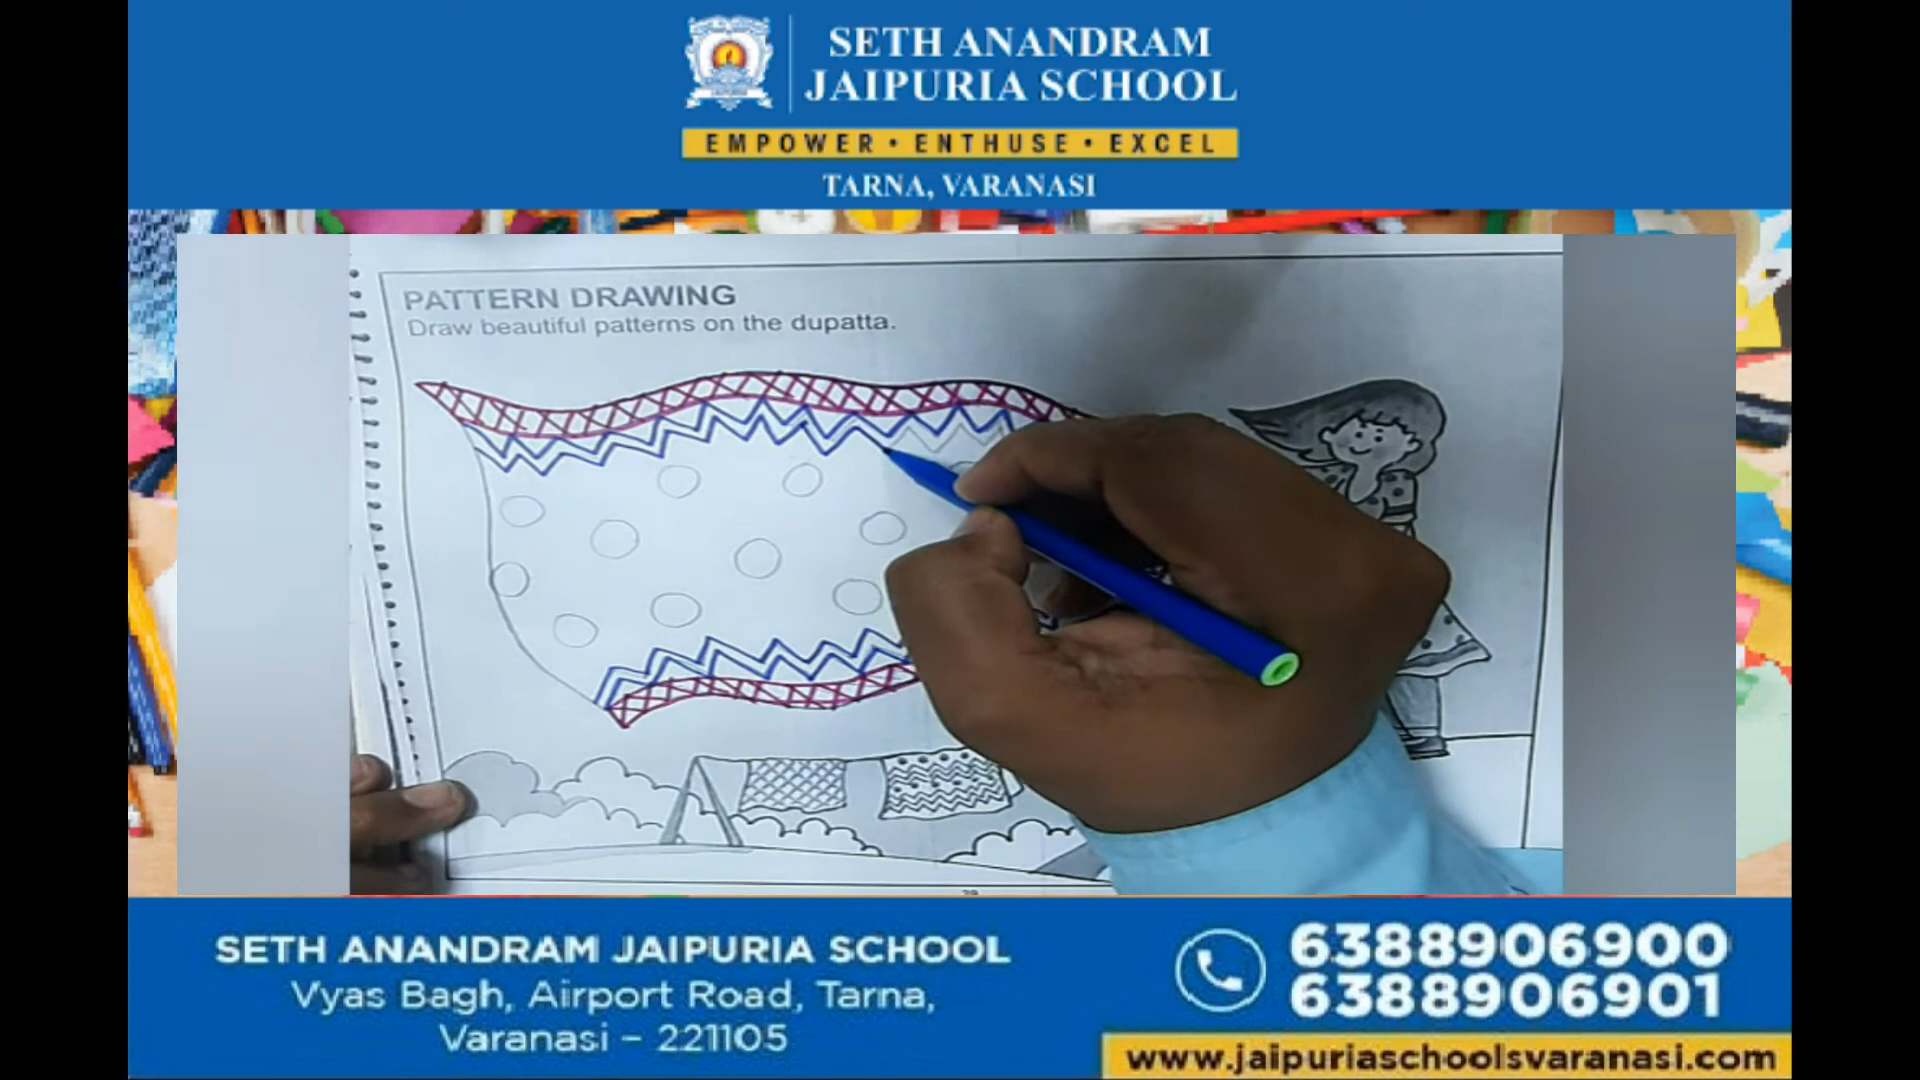 SETH ANANDRAM
JAIPURIA SCHOOL
EMPOWER • ENTHUSE • EXCEL
TARNA, VARANASI
PATTERN DRAWING
Draw beautiful patterns on the dupatta.
SETH ANANDRAM JAIPURIA SCHOOL
Vyas Bagh, Airport Road, Tarna,
Varanasi – 221105
6388906900
6388906901
www.jaipuriaschoolsvaranasi.com